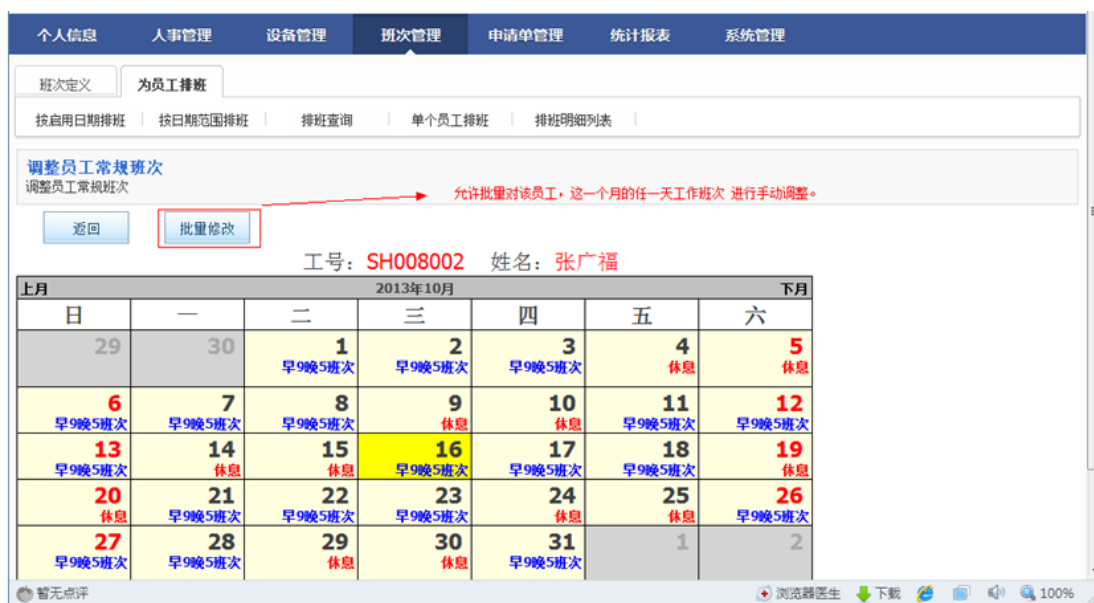 个人信息 人事管理 设备管理 班次管理 申请单管理 统计报表 系统管理
班次定义 为员工排班
按启用日期排班 按日期范围排班 排班查询 单个员工排班 排班明细列表
调整员工常规班次
调整员工常规班次
允许批量对该员工，这一个月的任一天工作班次 进行手动调整。
返回 批量修改
工号：SH008002 姓名：张广福
上月 2013年10月 下月
日 一 二 三 四 五 六
29 30 1 2 3 4 5
早9晚5班次 早9晚5班次 早9晚5班次 休息 休息
6 7 8 9 10 11 12
早9晚5班次 早9晚5班次 早9晚5班次 休息 休息 早9晚5班次 早9晚5班次
13 14 15 16 17 18 19
早9晚5班次 休息 休息 早9晚5班次 早9晚5班次 早9晚5班次 休息
20 21 22 23 24 25 26
休息 早9晚5班次 早9晚5班次 早9晚5班次 休息 休息 早9晚5班次
27 28 29 30 31 1 2
早9晚5班次 早9晚5班次 休息 休息 早9晚5班次
暂无点评 浏览器医生 下载 100%